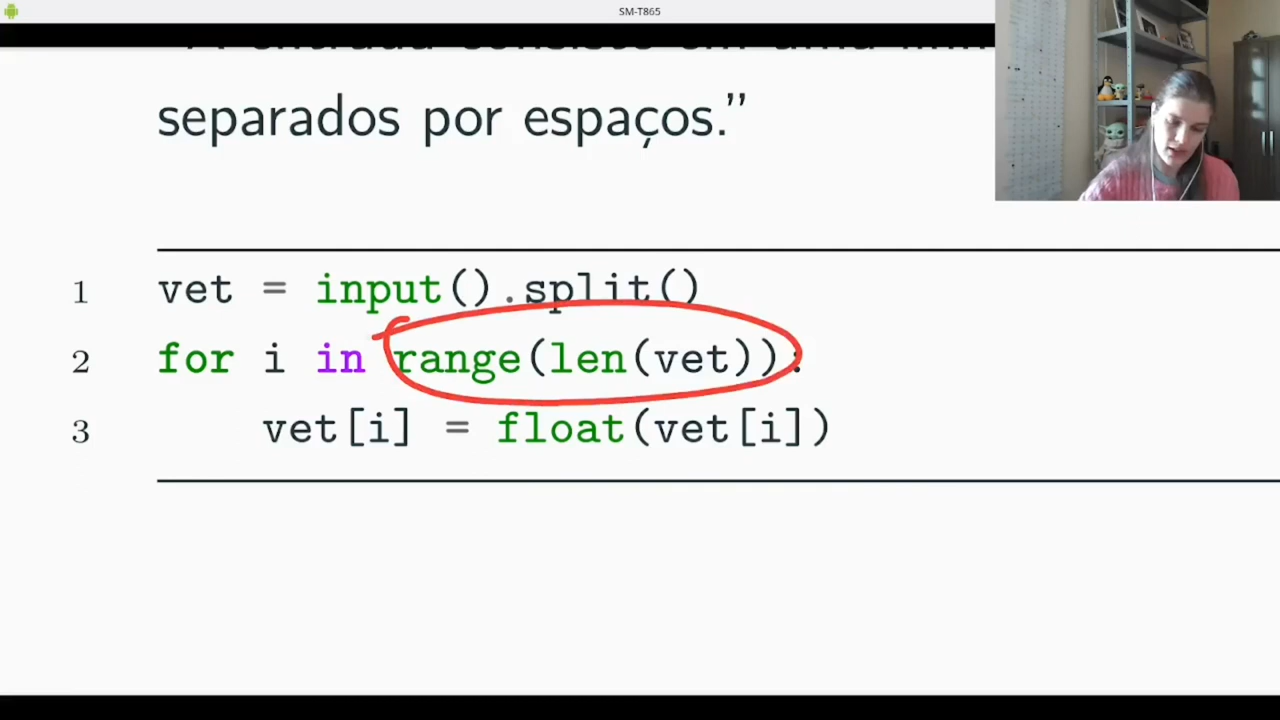 SM-T865
separados por espaços.”
1 vet = input().split()
2 for i in range(len(vet)):
3 vet[i] = float(vet[i])